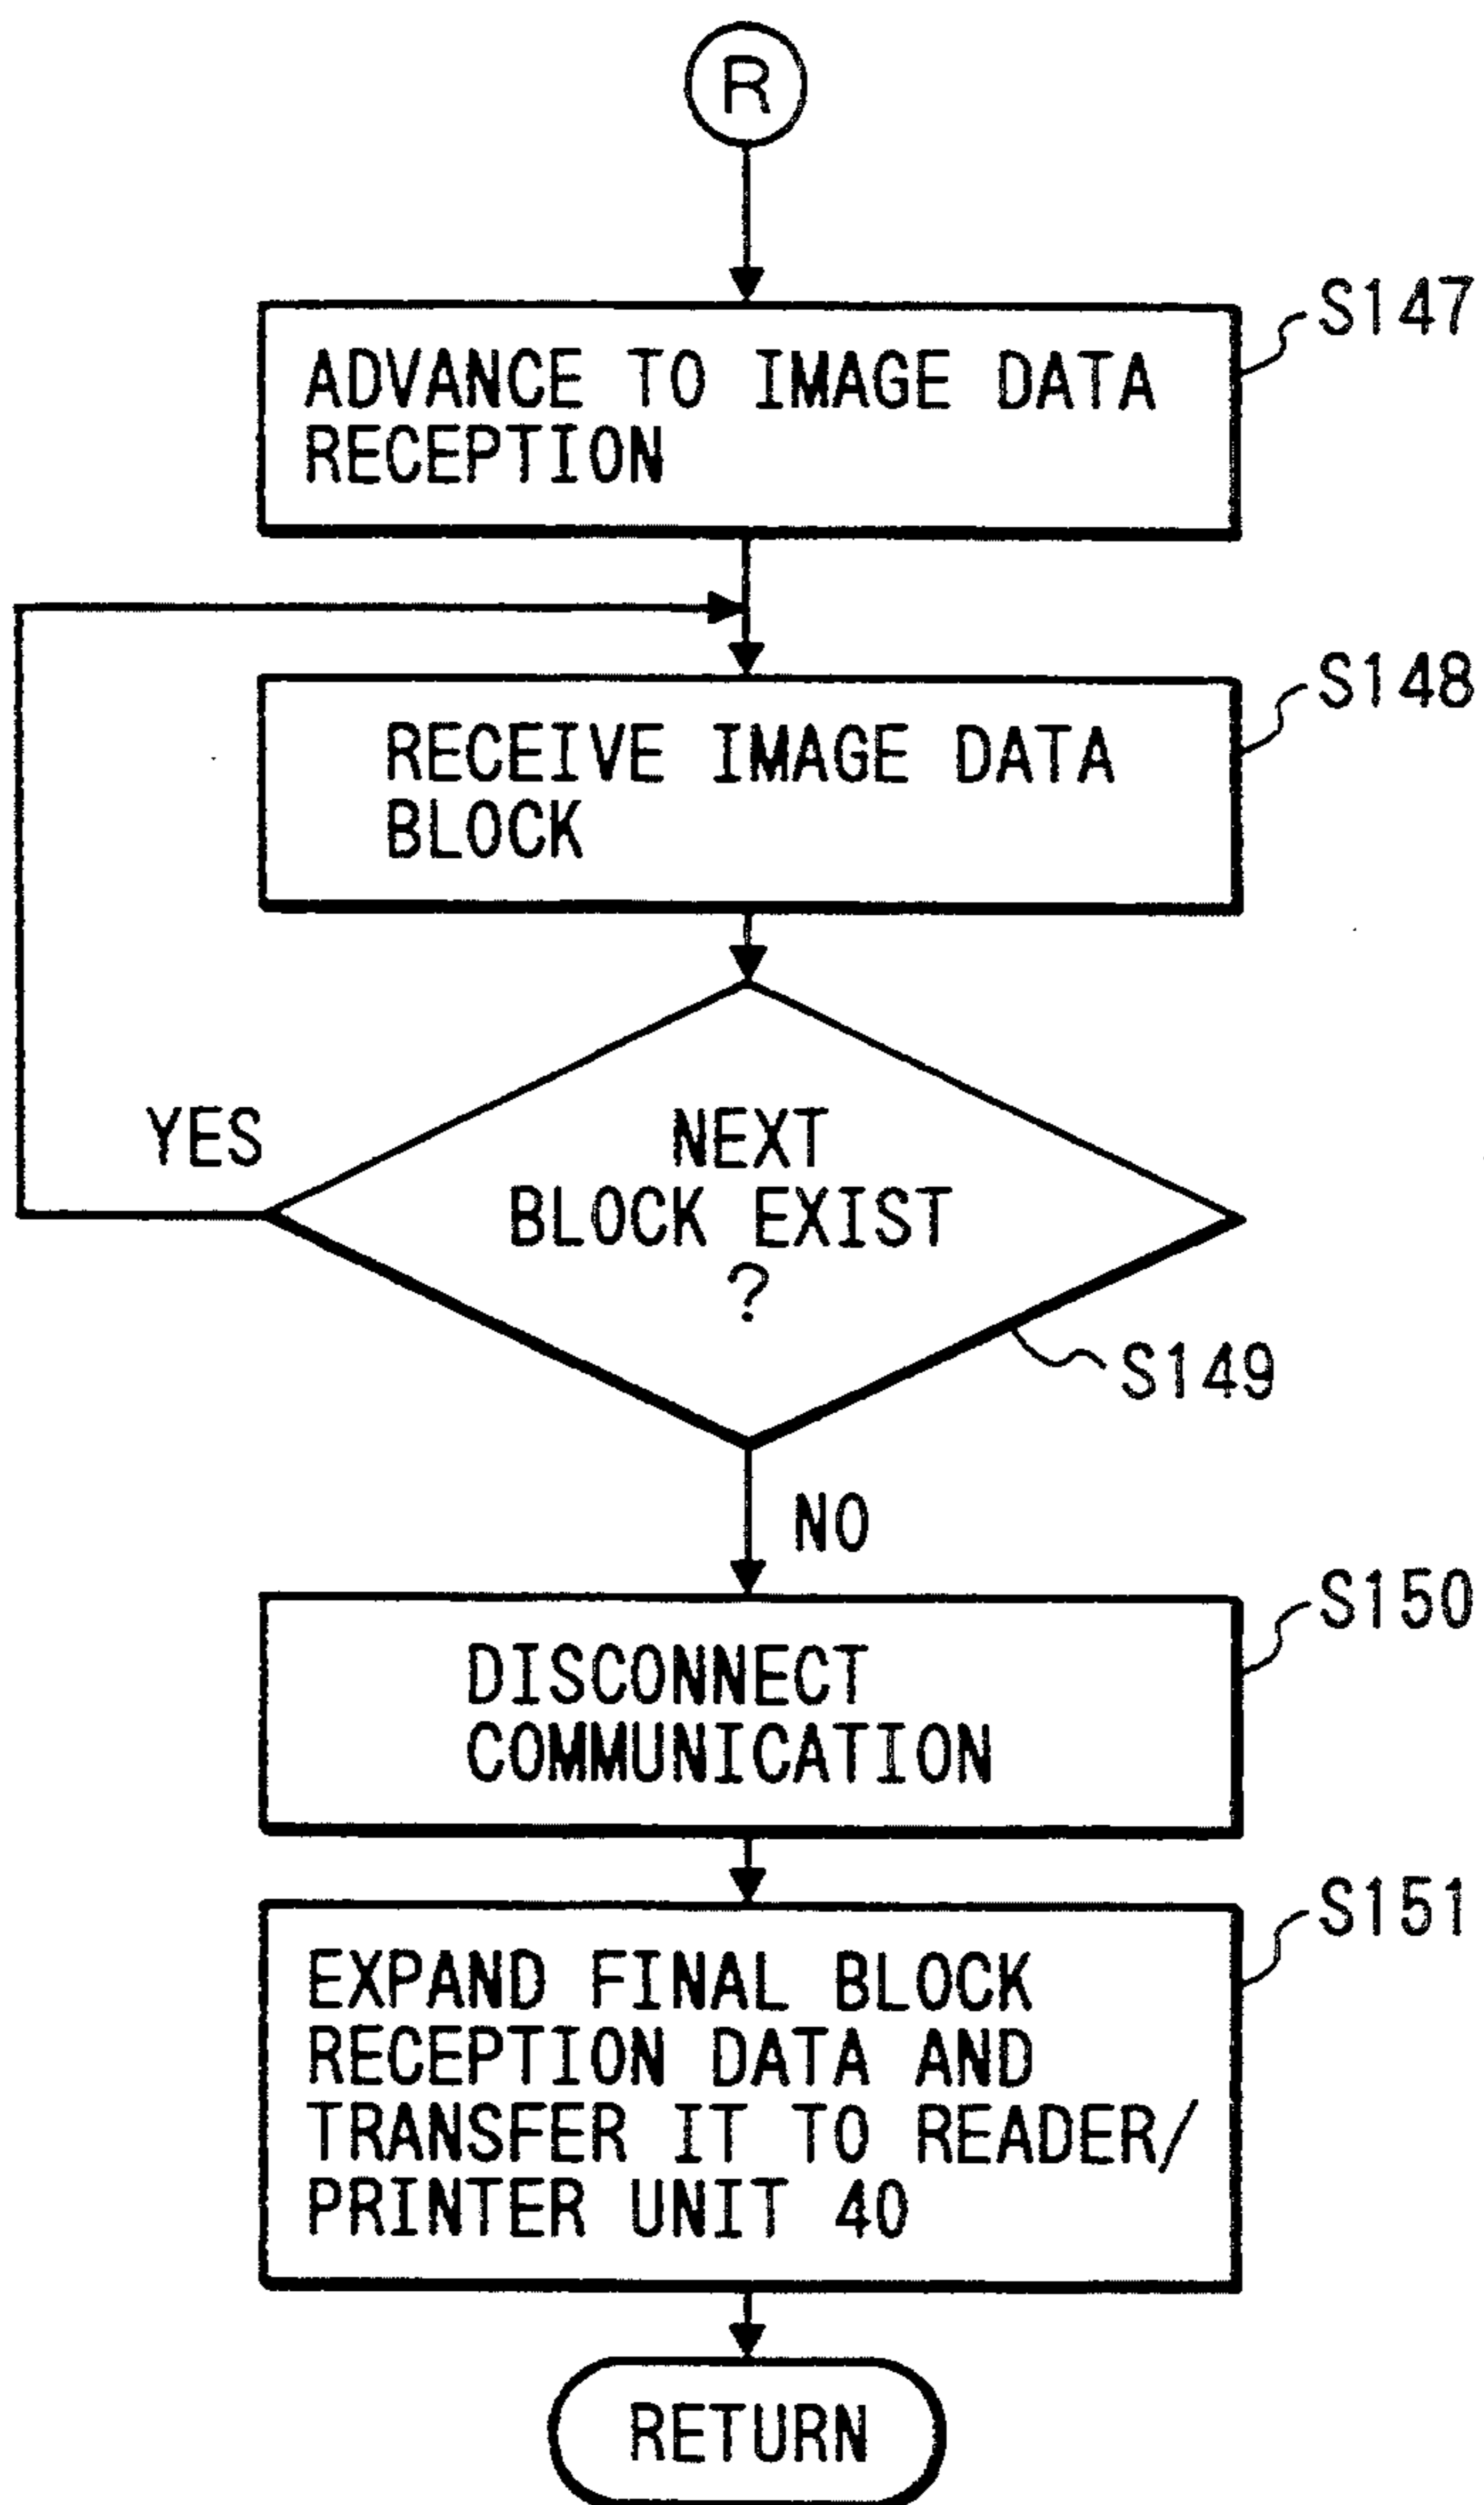 R
S147
ADVANCE TO IMAGE DATA
RECEPTION
S148
RECEIVE IMAGE DATA
BLOCK
YES
NEXT
BLOCK EXIST
?
S149
NO
S150
DISCONNECT
COMMUNICATION
S151
EXPAND FINAL BLOCK
RECEPTION DATA AND
TRANSFER IT TO READER/
PRINTER UNIT 40
RETURN